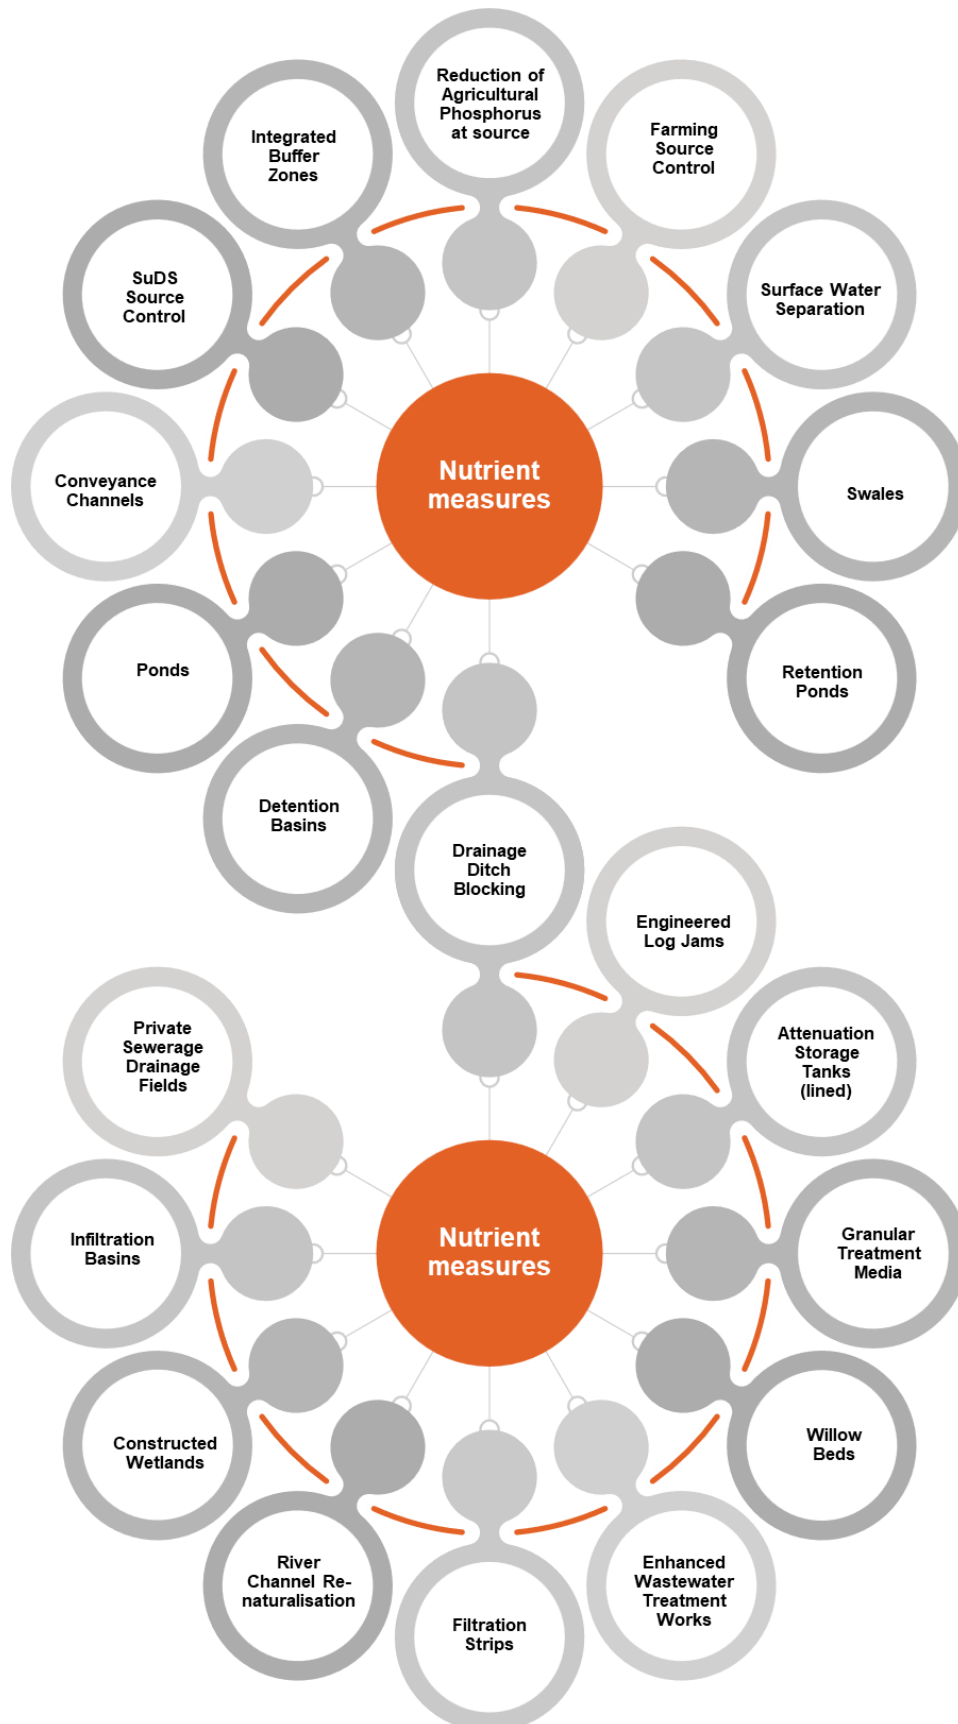 Reduction of
Agricultural
Phosphorus
at source
Integrated
Buffer
Zones
Farming
Source
Control
SuDS
Source
Control
Surface Water
Separation
Conveyance
Channels
Nutrient
measures
Swales
Ponds
Retention
Ponds
Detention
Basins
Drainage
Ditch
Blocking
Engineered
Log Jams
Private
Sewerage
Drainage
Fields
Attenuation
Storage
Tanks
(lined)
Infiltration
Basins
Nutrient
measures
Granular
Treatment
Media
Constructed
Wetlands
Willow
Beds
River
Channel Re-
naturalisation
Filtration
Strips
Enhanced
Wastewater
Treatment
Works